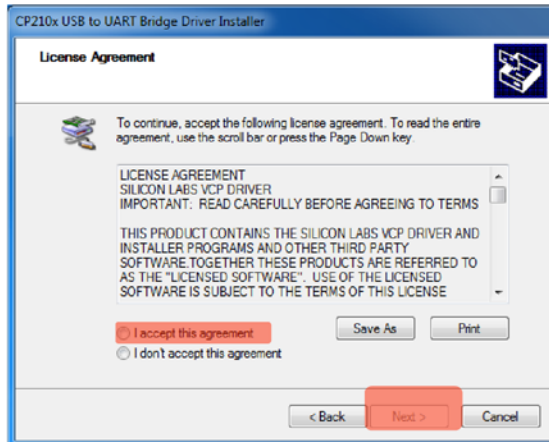 CP210x USB to UART Bridge Driver Installer
License Agreement
To continue, accept the following license agreement. To read the entire
agreement, use the scroll bar or press the Page Down key.
LICENSE AGREEMENT
SILICON LABS VCP DRIVER
IMPORTANT: READ CAREFULLY BEFORE AGREEING TO TERMS
THIS PRODUCT CONTAINS THE SILICON LABS VCP DRIVER AND
INSTALLER PROGRAMS AND OTHER THIRD PARTY
SOFTWARE.TOGETHER THESE PRODUCTS ARE REFERRED TO
AS THE "LICENSED SOFTWARE". USE OF THE LICENSED
SOFTWARE IS SUBJECT TO THE TERMS OF THIS LICENSE
I accept this agreement
Save As
Print
I don't accept this agreement
< Back
Next >
Cancel